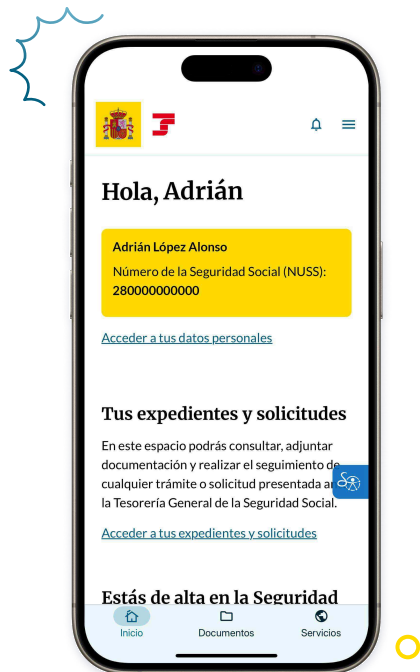 Hola, Adrián
Adrián López Alonso
Número de la Seguridad Social (NUSS):
280000000000
Acceder a tus datos personales
Tus expedientes y solicitudes
En este espacio podrás consultar, adjuntar
documentación y realizar el seguimiento de
cualquier trámite o solicitud presentada
la Tesorería General de la Seguridad Social.
Acceder a tus expedientes y solicitudes
Estás de alta en la Seguridad
Inicio
Documentos
Servicios